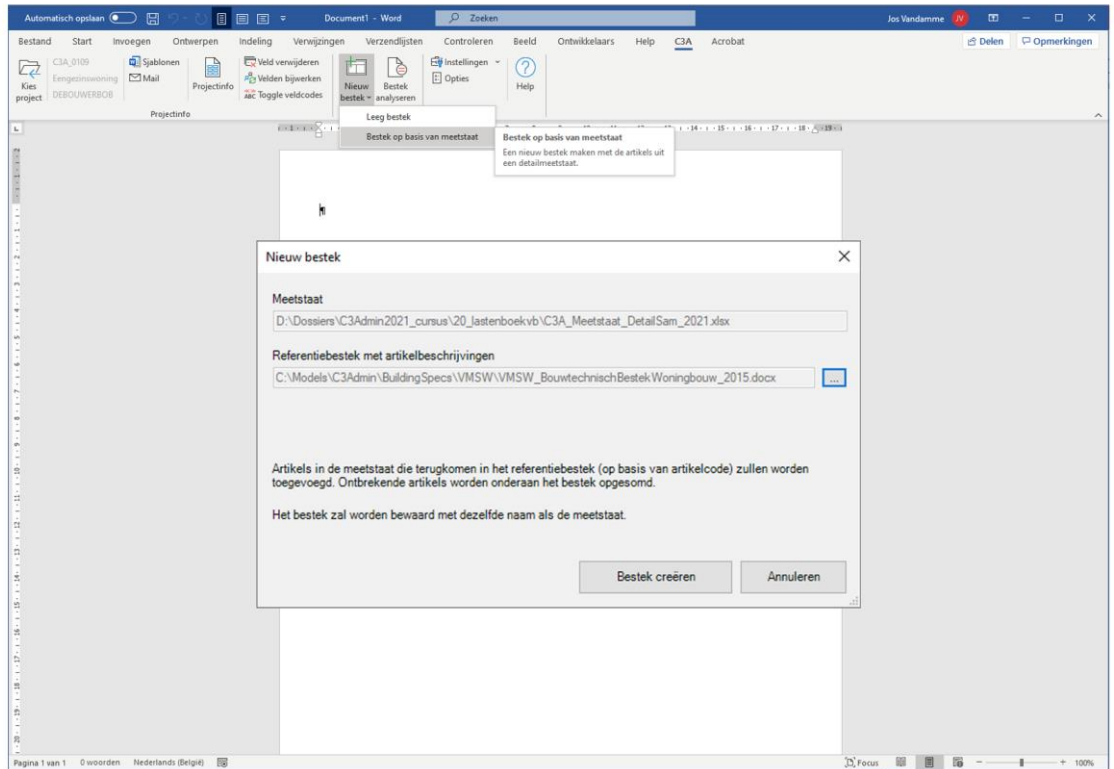 Automatisch opslaan
Document1 - Word
Zoeken
Jos Vandamme
JV
Bestand Start Invoegen Ontwerpen Indeling Verwijzingen Verzendlijsten Controleren Beeld Ontwikkelaars Help C3A Acrobat
Delen Opmerkingen
Kies project
C3A_0109
Eengezinswoning
DEBOUWERBOB
Sjablonen
Mail
Projectinfo
Projectinfo
Veld verwijderen
Velden bijwerken
ABC Toggle veldcodes
Nieuw bestek
Bestek analyseren
Instellingen
Opties
Help
Leeg bestek
Bestek op basis van meetstaat
Bestek op basis van meetstaat
Een nieuw bestek maken met de artikels uit
een detailmeetstaat.
Nieuw bestek
Meetstaat
D:\Dossiers\C3Admin2021_cursus\20_lastenboekvb\C3A_Meetstaat_DetailSam_2021.xlsx
Referentiebestek met artikelbeschrijvingen
C:\Models\C3Admin\BuildingSpecs\VMSW\VMSW_BouwtechnischBestekWoningbouw_2015.docx
...
Artikels in de meetstaat die terugkomen in het referentiebestek (op basis van artikelcode) zullen worden
toegevoegd. Ontbrekende artikels worden onderaan het bestek opgesomd.
Het bestek zal worden bewaard met dezelfde naam als de meetstaat.
Bestek creëren
Annuleren
Pagina 1 van 1 0 woorden Nederlands (België)
Focus
100%